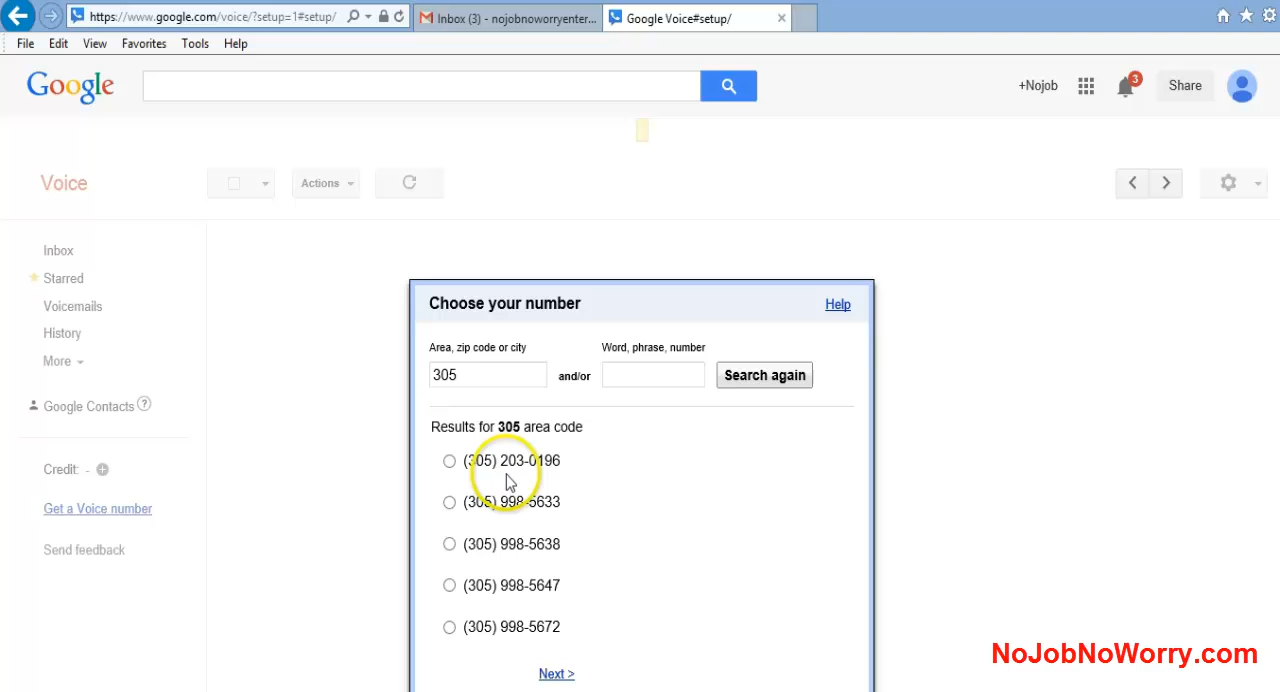 https://www.google.com/voice/?setup=1#setup/
Inbox (3) - nojobnoworryenter...
Google Voice#setup/
File Edit View Favorites Tools Help
Google
+Nojob
3
Share
Voice
Actions
Inbox
Starred
Voicemails
History
More
Google Contacts ?
Credit: -
Get a Voice number
Send feedback
Choose your number
Help
Area, zip code or city
Word, phrase, number
305
and/or
Search again
Results for 305 area code
(305) 203-0196
(305) 998-5633
(305) 998-5638
(305) 998-5647
(305) 998-5672
Next >
NoJobNoWorry.com